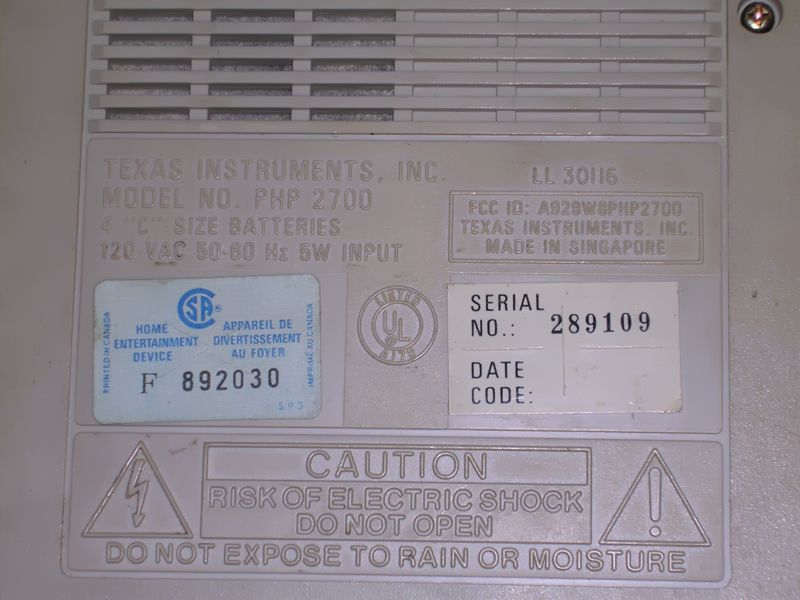 TEXAS INSTRUMENTS, INC.
MODEL NO. PHP 2700
4 "C" SIZE BATTERIES
120 VAC 50-60 Hz 5W INPUT
LL 30116
FCC ID: A929W8PHP2700
TEXAS INSTRUMENTS, INC.
MADE IN SINGAPORE
PRINTED IN CANADA
SA®
HOME
ENTERTAINMENT
DEVICE
APPAREIL DE
DIVERTISSEMENT
AU FOYER
IMPRIMÉ AU CANADA
F 892030
LISTED
UL
®
SERIAL
NO.: 289109
DATE
CODE:
CAUTION
RISK OF ELECTRIC SHOCK
DO NOT OPEN
DO NOT EXPOSE TO RAIN OR MOISTURE